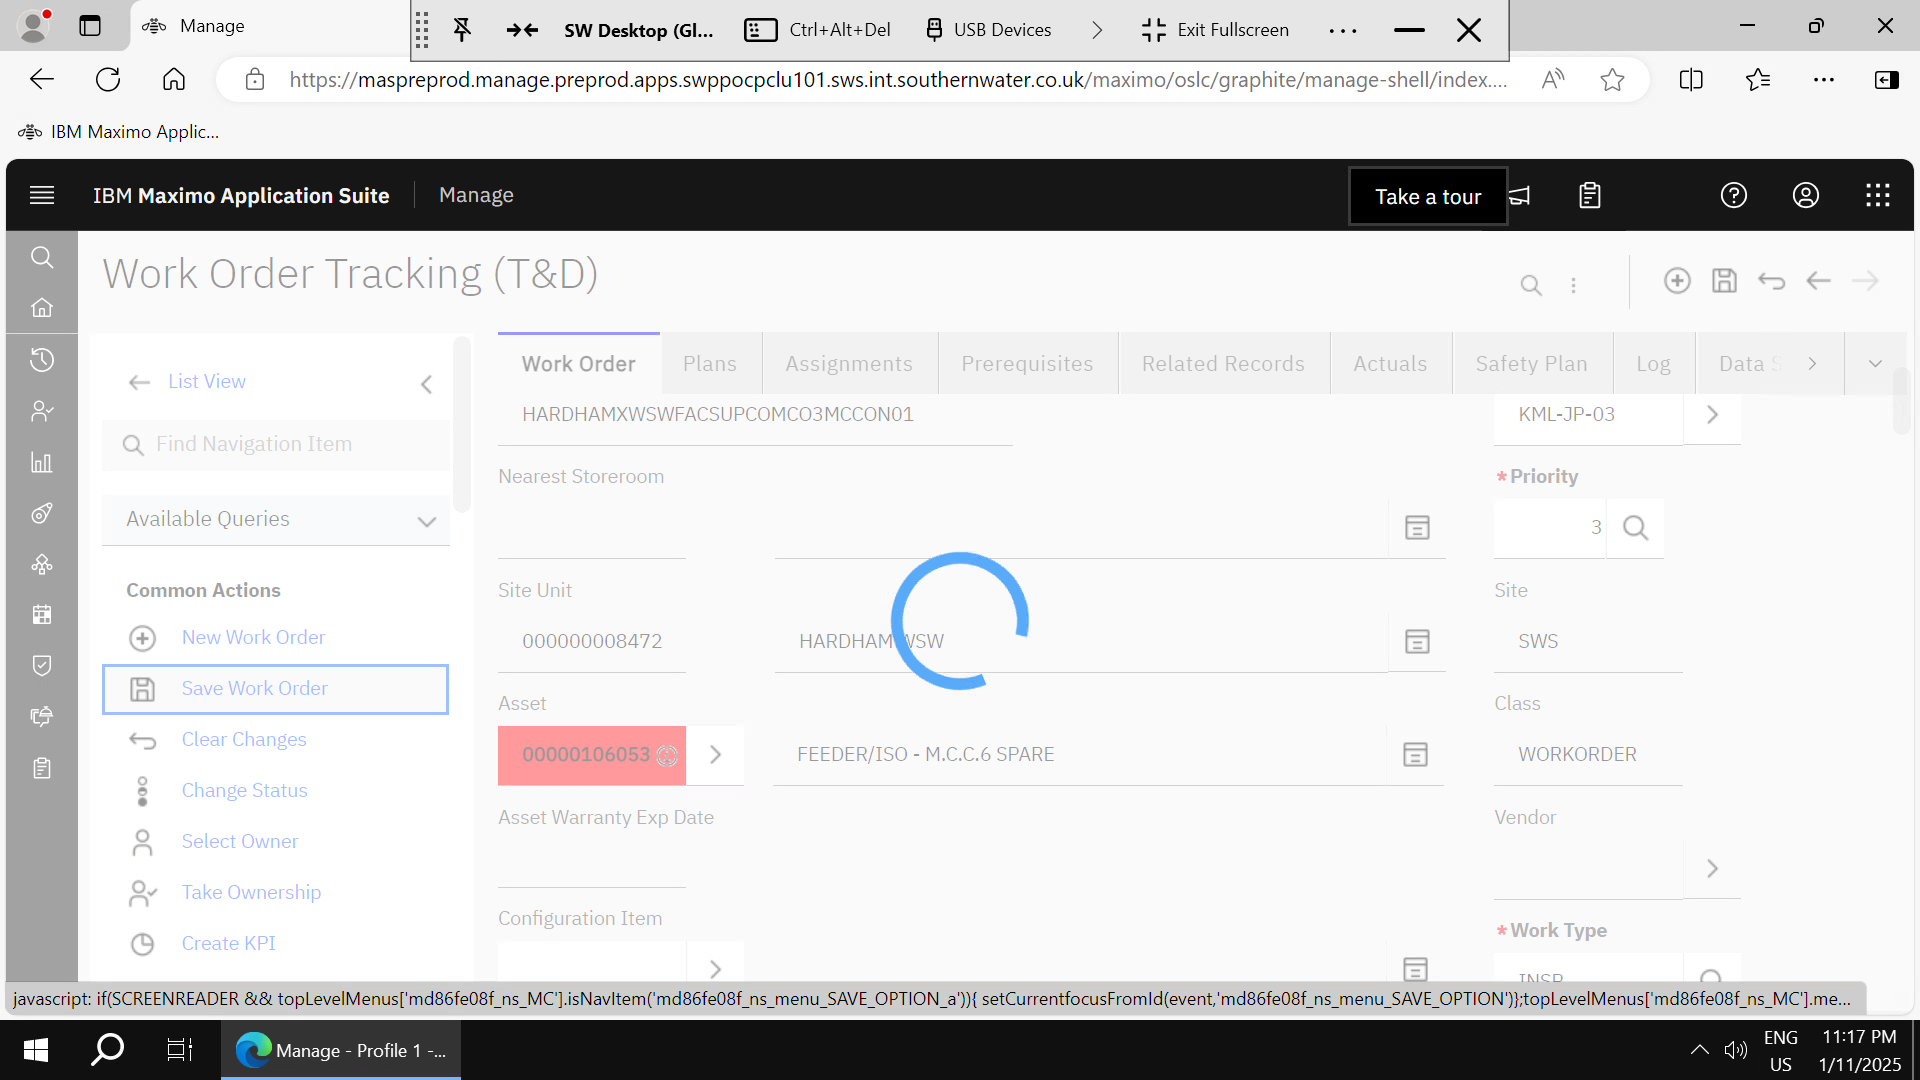 Manage
SW Desktop (Gl...
Ctrl+Alt+Del
USB Devices
Exit Fullscreen
https://maspreprod.manage.preprod.apps.swppocpclu101.sws.int.southernwater.co.uk/maximo/oslc/graphite/manage-shell/index....
IBM Maximo Applic...
IBM Maximo Application Suite
Manage
Take a tour
Work Order Tracking (T&D)
List View
Find Navigation Item
Available Queries
Common Actions
New Work Order
Save Work Order
Clear Changes
Change Status
Select Owner
Take Ownership
Create KPI
Work Order
Plans
Assignments
Prerequisites
Related Records
Actuals
Safety Plan
Log
Data S
HARDHAMXWSWFACSUPCOMCO3MCCON01
KML-JP-03
Nearest Storeroom
* Priority
3
Site Unit
Site
000000008472
HARDHAM WSW
SWS
Asset
Class
00000106053
FEEDER/ISO - M.C.C.6 SPARE
WORKORDER
Asset Warranty Exp Date
Vendor
Configuration Item
* Work Type
INSP
javascript: if(SCREENREADER && topLevelMenus['md86fe08f_ns_MC'].isNavItem('md86fe08f_ns_menu_SAVE_OPTION_a')){ setCurrentfocusFromId(event,'md86fe08f_ns_menu_SAVE_OPTION')};topLevelMenus['md86fe08f_ns_MC'].me...
Manage - Profile 1 -...
ENG
US
11:17 PM
1/11/2025